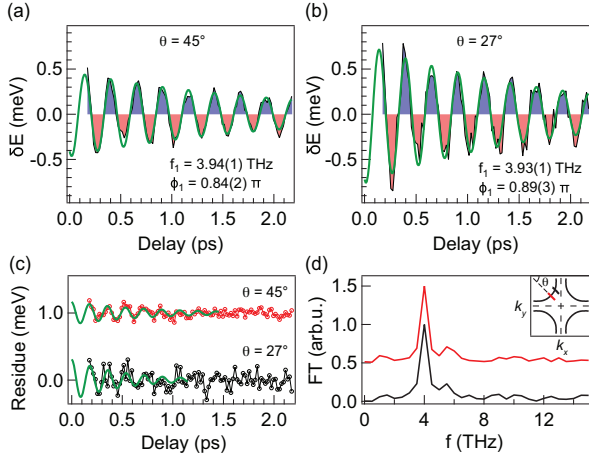 (a)
θ = 45°
δE (meV)
0.5
0.0
-0.5
f₁ = 3.94(1) THz
ϕ₁ = 0.84(2) π
0.0 0.5 1.0 1.5 2.0
Delay (ps)
(b)
θ = 27°
δE (meV)
0.5
0.0
-0.5
f₁ = 3.93(1) THz
ϕ₁ = 0.89(3) π
0.0 0.5 1.0 1.5 2.0
Delay (ps)
(c)
θ = 45°
Residue (meV)
1.0
θ = 27°
0.0
0.0 0.5 1.0 1.5 2.0
Delay (ps)
(d)
FT (arb.u.)
1.5
1.0
0.5
0.0
θ
ky
kx
0 4 8 12
f (THz)